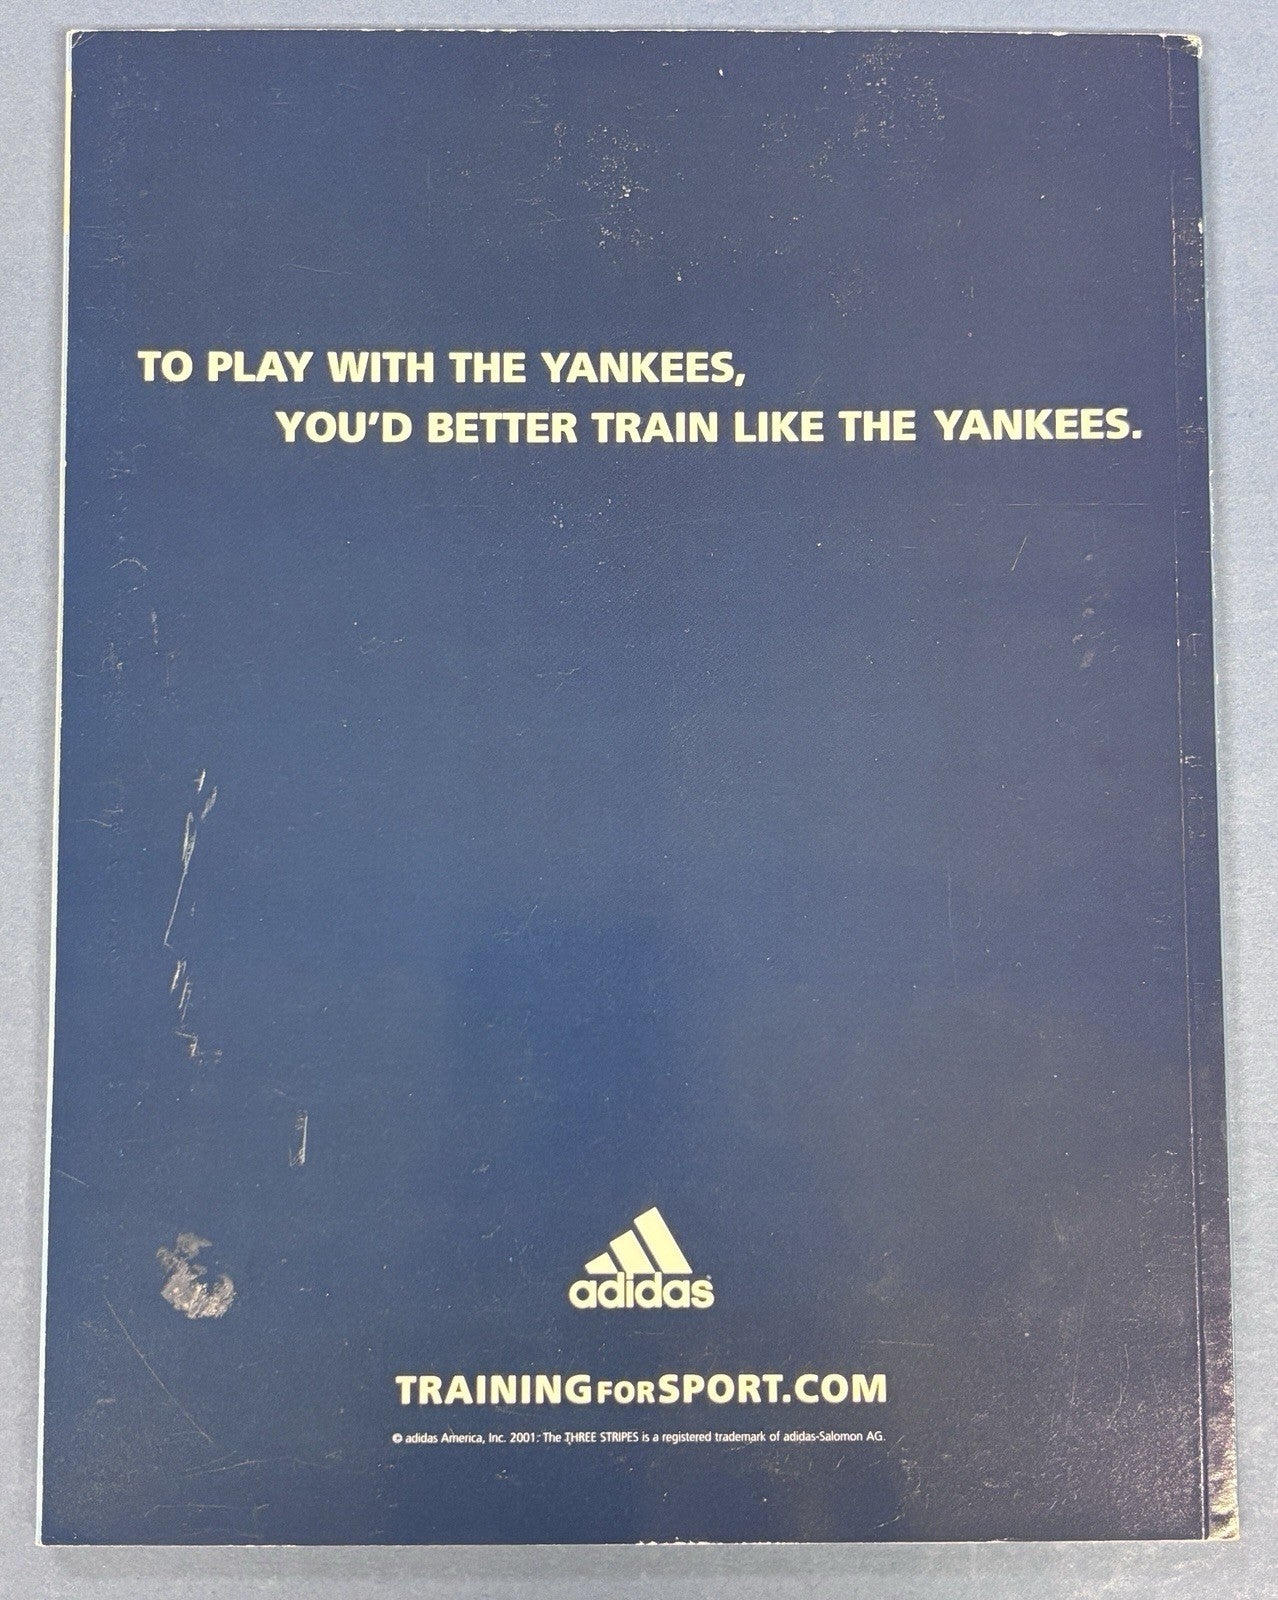 TO PLAY WITH THE YANKEES,
YOU'D BETTER TRAIN LIKE THE YANKEES.
adidas
TRAININGFORSPORT.COM
© adidas America, Inc. 2001. The THREE STRIPES is a registered trademark of adidas-Salomon AG.